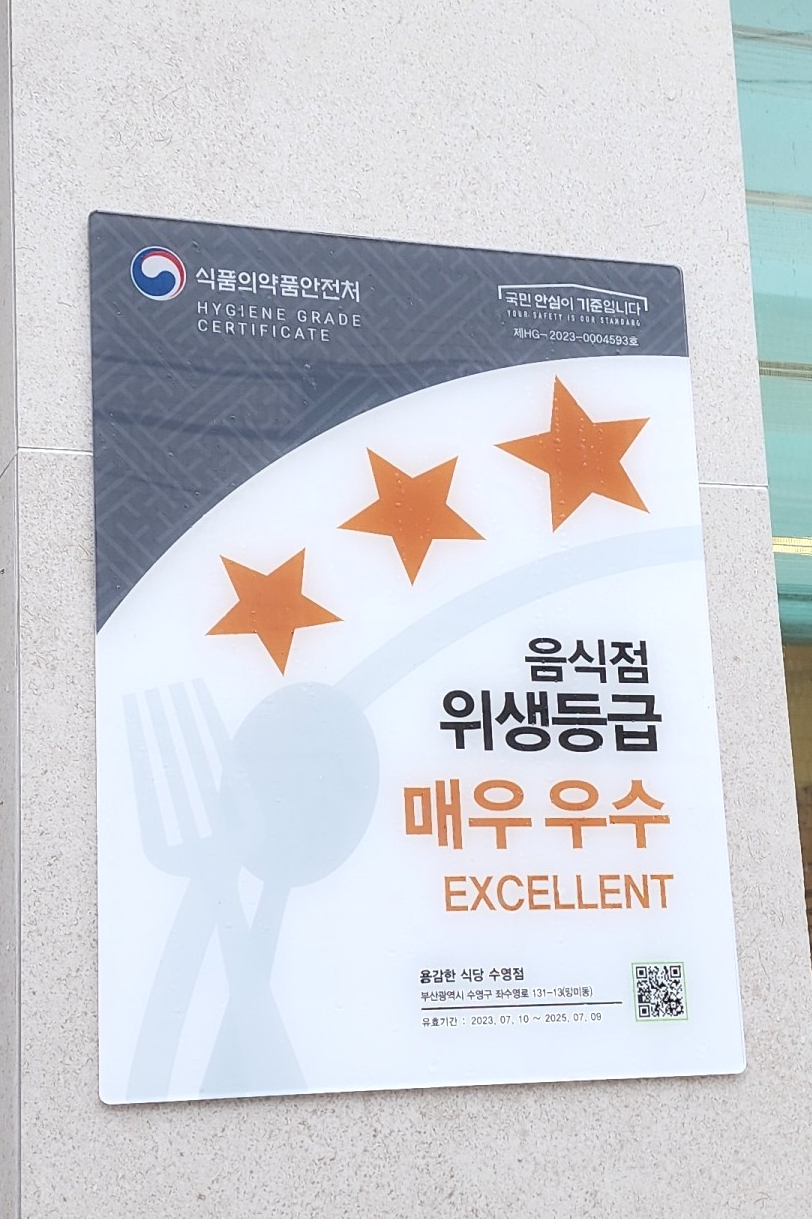 식품의약품안전처
HYGIENE GRADE
CERTIFICATE
국민 안심이 기준입니다
YOUR SAFETY IS OUR STANDARD
제HG-2023-0004593호
음식점
위생등급
매우 우수
EXCELLENT
용감한 식당 수영점
부산광역시 수영구 좌수영로 131-13(망미동)
유효기간 : 2023. 07. 10 ~ 2025. 07. 09